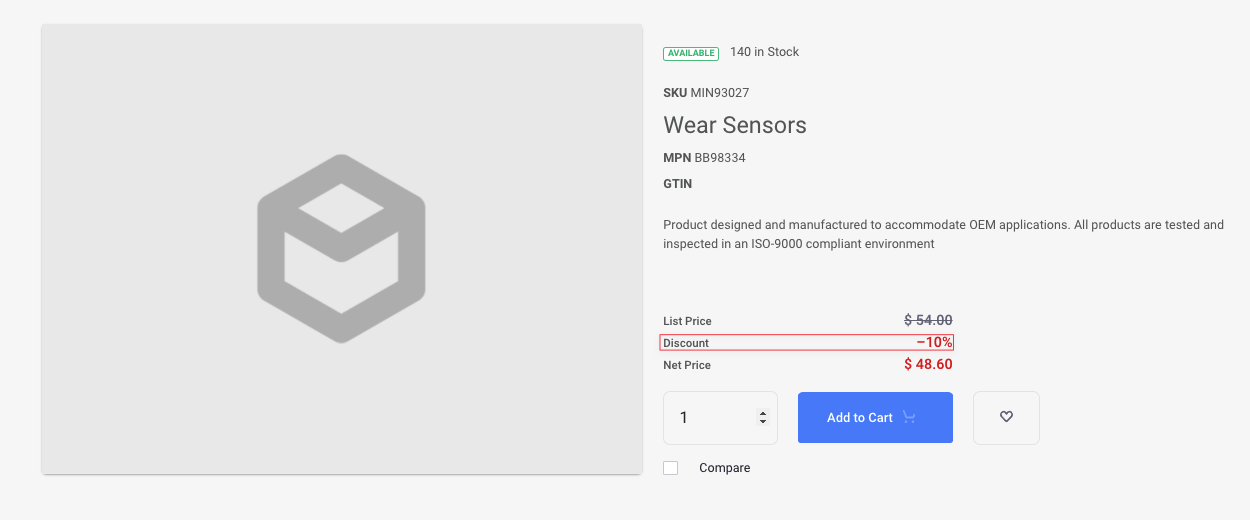 AVAILABLE 140 in Stock
SKU MIN93027
Wear Sensors
MPN BB98334
GTIN
Product designed and manufactured to accommodate OEM applications. All products are tested and
inspected in an ISO-9000 compliant environment
List Price $ 54.00
Discount −10%
Net Price $ 48.60
1 Add to Cart
Compare